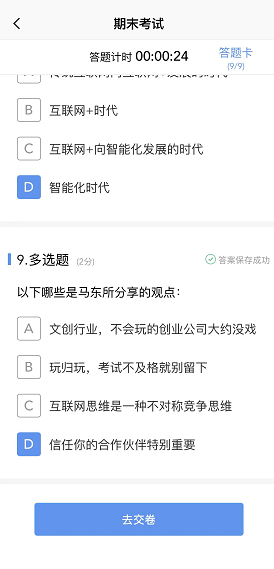 期末考试
答题计时 00:00:24
答题卡
(9/9)
B 互联网+时代
C 互联网+向智能化发展的时代
D 智能化时代
9.多选题 (2分)
答案保存成功
以下哪些是马东所分享的观点：
A 文创行业，不会玩的创业公司大约没戏
B 玩归玩，考试不及格就别留下
C 互联网思维是一种不对称竞争思维
D 信任你的合作伙伴特别重要
去交卷